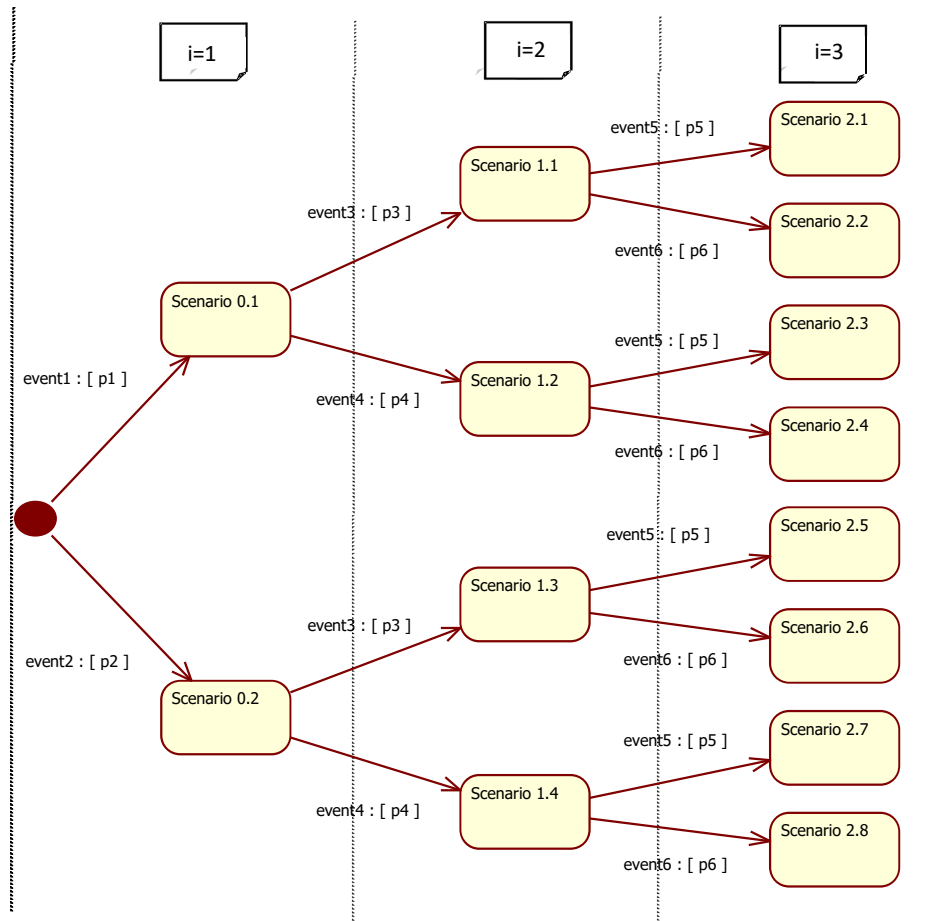 i=1
i=2
i=3
Scenario 2.1
event5 : [ p5 ]
Scenario 1.1
event3 : [ p3 ]
Scenario 2.2
event6 : [ p6 ]
Scenario 0.1
Scenario 2.3
event5 : [ p5 ]
event1 : [ p1 ]
Scenario 1.2
event4 : [ p4 ]
Scenario 2.4
event6 : [ p6 ]
Scenario 2.5
event5 : [ p5 ]
Scenario 1.3
event3 : [ p3 ]
Scenario 2.6
event6 : [ p6 ]
event2 : [ p2 ]
Scenario 0.2
Scenario 2.7
event5 : [ p5 ]
Scenario 1.4
event4 : [ p4 ]
Scenario 2.8
event6 : [ p6 ]